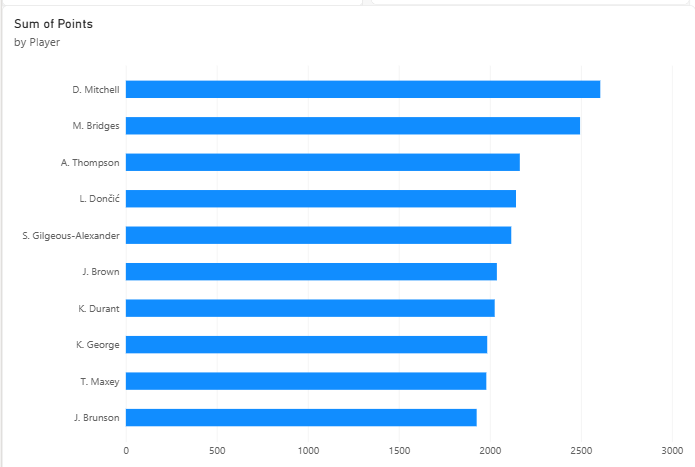 Sum of Points
by Player
D. Mitchell
M. Bridges
A. Thompson
L. Dončić
S. Gilgeous-Alexander
J. Brown
K. Durant
K. George
T. Maxey
J. Brunson
0 500 1000 1500 2000 2500 3000